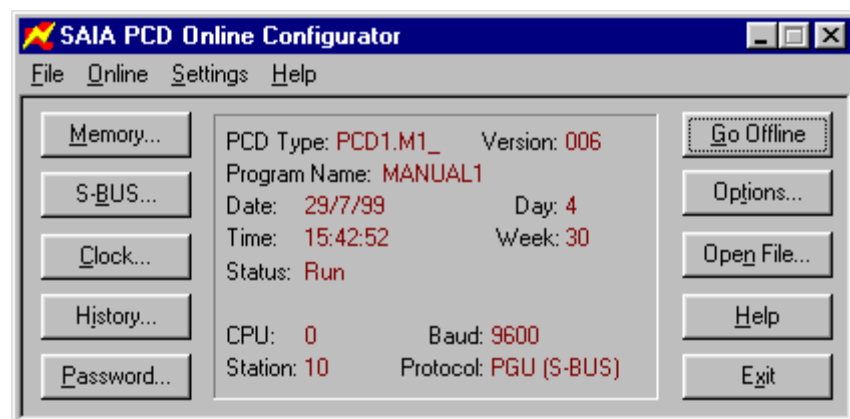 SAIA PCD Online Configurator
File Online Settings Help
Memory...
S-BUS...
Clock...
History...
Password...
PCD Type: PCD1.M1_ Version: 006
Program Name: MANUAL1
Date: 29/7/99 Day: 4
Time: 15:42:52 Week: 30
Status: Run
CPU: 0 Baud: 9600
Station: 10 Protocol: PGU (S-BUS)
Go Offline
Options...
Open File...
Help
Exit